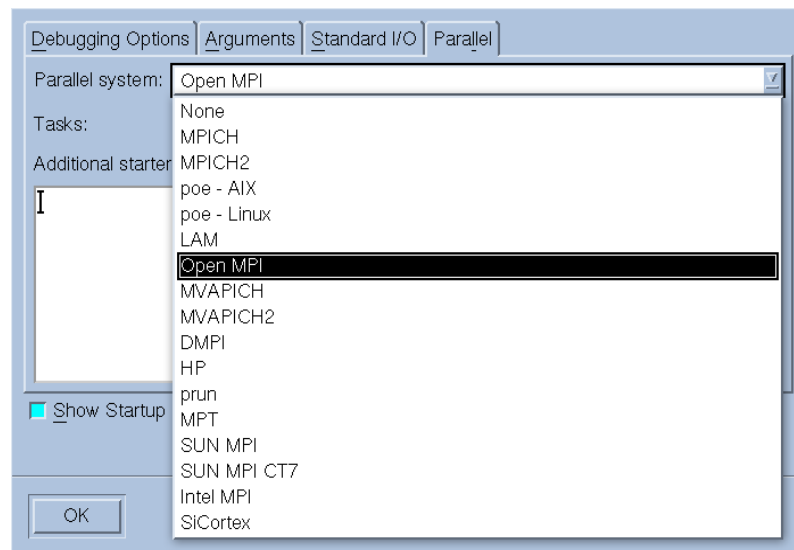 Debugging Options Arguments Standard I/O Parallel
Parallel system: Open MPI
Tasks:
Additional starter
None
MPICH
MPICH2
poe - AIX
poe - Linux
LAM
Open MPI
MVAPICH
MVAPICH2
DMPI
HP
prun
MPT
SUN MPI
SUN MPI CT7
Intel MPI
SiCortex
Show Startup
OK